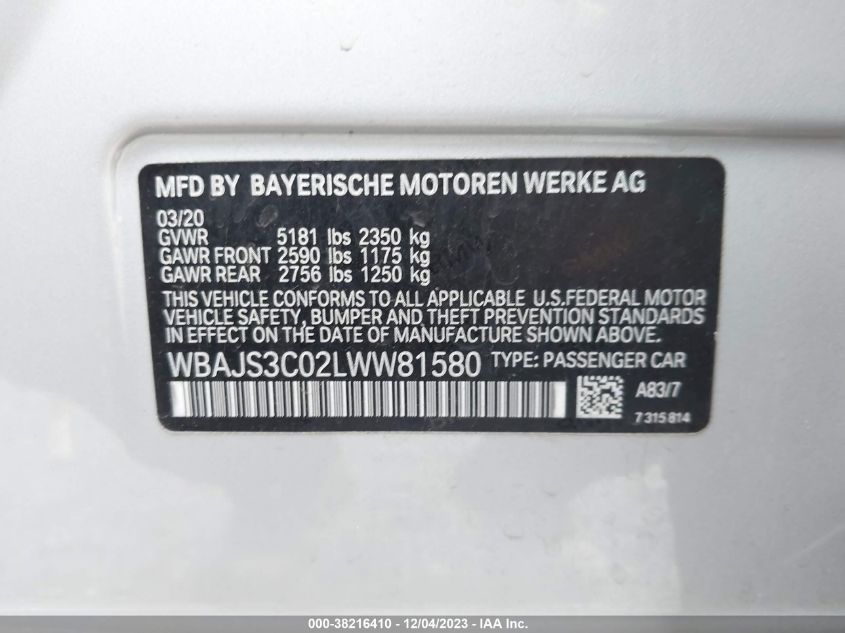 MFD BY BAYERISCHE MOTOREN WERKE AG
03/20
GVWR 5181 lbs 2350 kg
GAWR FRONT 2590 lbs 1175 kg
GAWR REAR 2756 lbs 1250 kg
THIS VEHICLE CONFORMS TO ALL APPLICABLE U.S.FEDERAL MOTOR
VEHICLE SAFETY, BUMPER AND THEFT PREVENTION STANDARDS
IN EFFECT ON THE DATE OF MANUFACTURE SHOWN ABOVE.
WBAJS3C02LWW81580 TYPE: PASSENGER CAR
A83/7
7315814
000-38216410 - 12/04/2023 - IAA Inc.